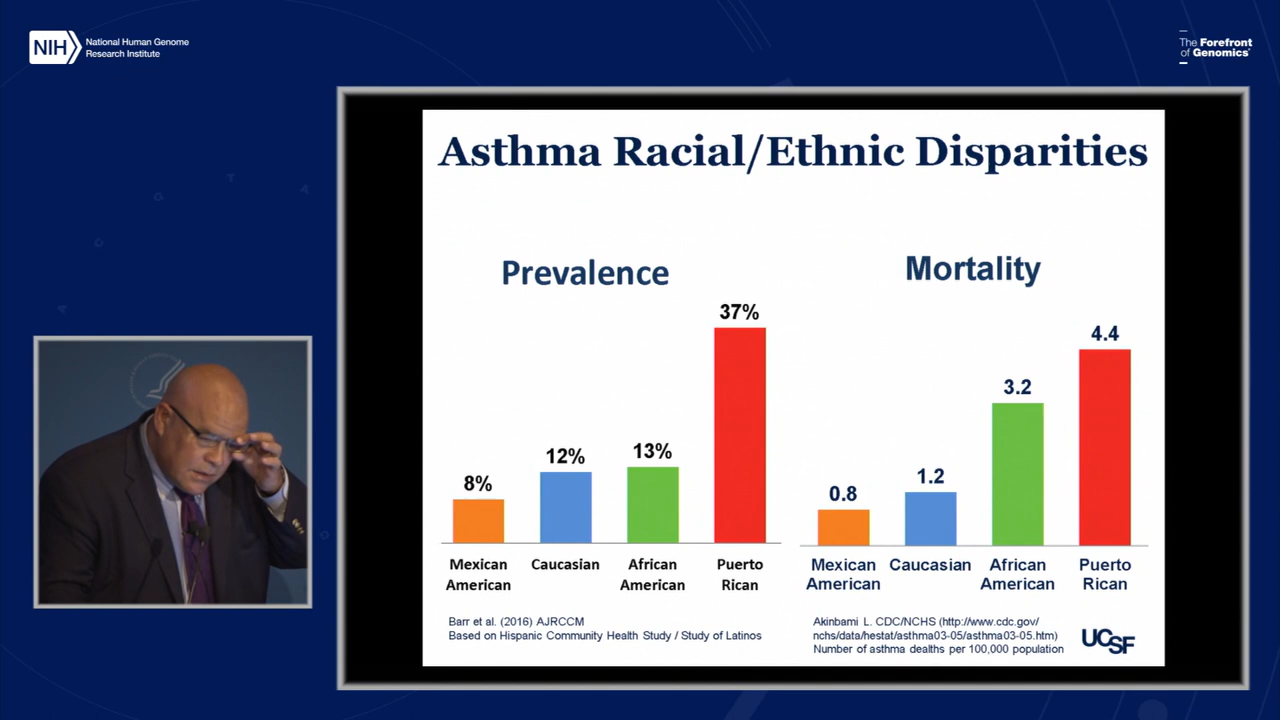 NIH
National Human Genome
Research Institute
The Forefront
of Genomics®
Asthma Racial/Ethnic Disparities
Prevalence
8%
12%
13%
37%
Mexican
American
Caucasian
African
American
Puerto
Rican
Barr et al. (2016) AJRCCM
Based on Hispanic Community Health Study / Study of Latinos
Mortality
0.8
1.2
3.2
4.4
Mexican
American
Caucasian
African
American
Puerto
Rican
Akinbami L. CDC/NCHS (http://www.cdc.gov/
nchs/data/hestat/asthma03-05/asthma03-05.htm)
Number of asthma deaths per 100,000 population
UCSF